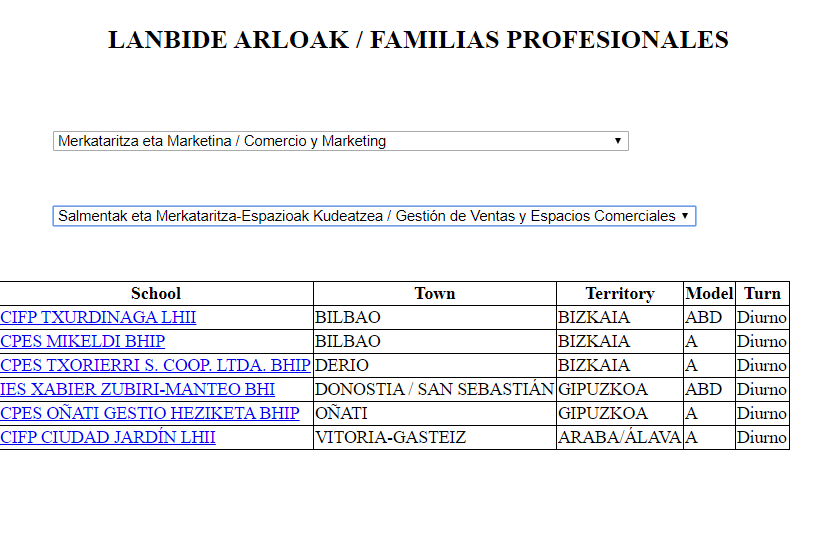 LANBIDE ARLOAK / FAMILIAS PROFESIONALES
Merkataritza eta Marketina / Comercio y Marketing
Salmentak eta Merkataritza-Espazioak Kudeatzea / Gestión de Ventas y Espacios Comerciales
School Town Territory Model Turn
CIFP TXURDINAGA LHII BILBAO BIZKAIA ABD Diurno
CPES MIKELDI BHIP BILBAO BIZKAIA A Diurno
CPES TXORIERRI S. COOP. LTDA. BHIP DERIO BIZKAIA A Diurno
IES XABIER ZUBIRI-MANTEO BHI DONOSTIA / SAN SEBASTIÁN GIPUZKOA ABD Diurno
CPES OÑATI GESTIO HEZIKETA BHIP OÑATI GIPUZKOA A Diurno
CIFP CIUDAD JARDÍN LHII VITORIA-GASTEIZ ARABA/ÁLAVA A Diurno